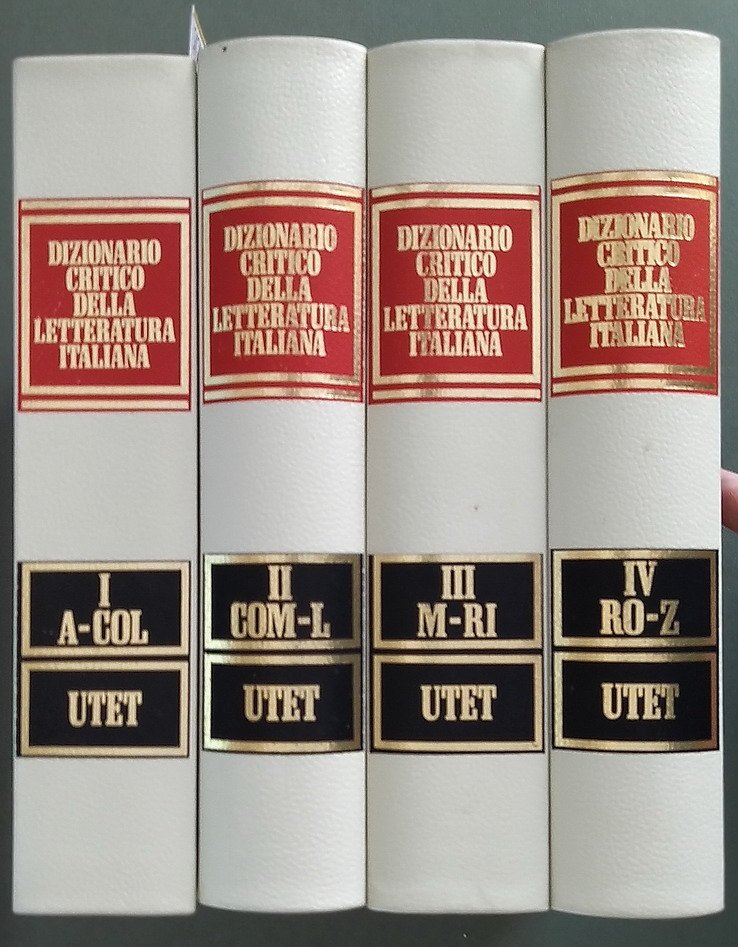 DIZIONARIO
CRITICO
DELLA
LETTERATURA
ITALIANA
I
A-COL
UTET
DIZIONARIO
CRITICO
DELLA
LETTERATURA
ITALIANA
II
COM-L
UTET
DIZIONARIO
CRITICO
DELLA
LETTERATURA
ITALIANA
III
M-RI
UTET
DIZIONARIO
CRITICO
DELLA
LETTERATURA
ITALIANA
IV
RO-Z
UTET